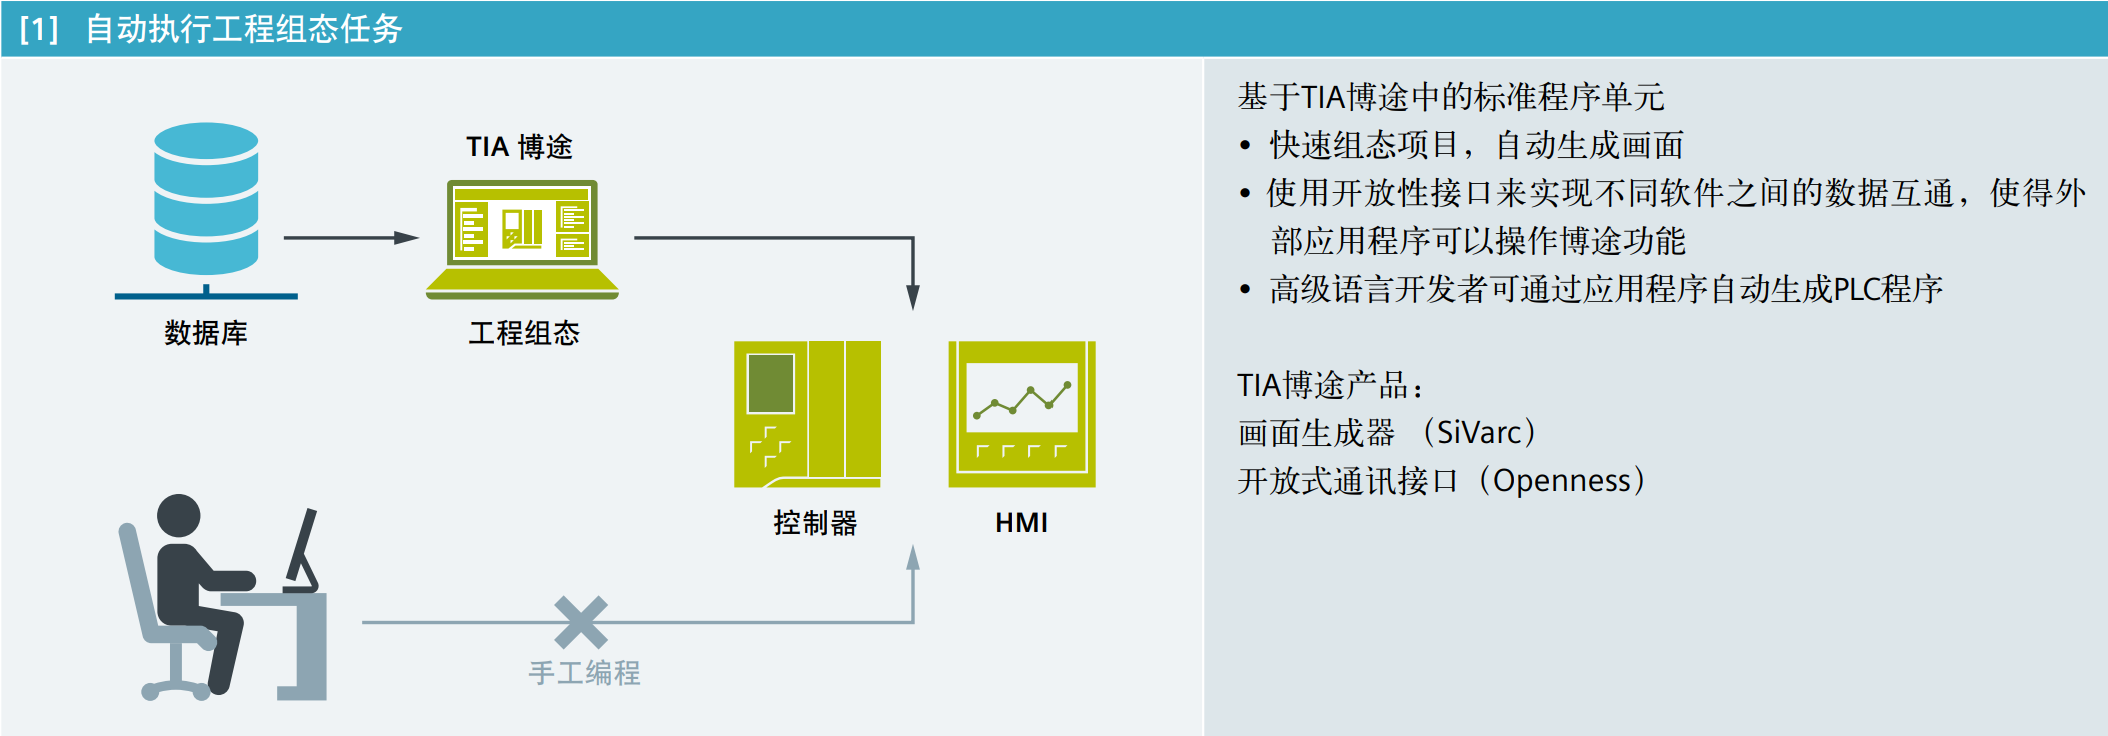 [1] 自动执行工程组态任务
TIA 博途
数据库
工程组态
控制器
HMI
手工编程
基于TIA博途中的标准程序单元
• 快速组态项目，自动生成画面
• 使用开放性接口来实现不同软件之间的数据互通，使得外
部应用程序可以操作博途功能
• 高级语言开发者可通过应用程序自动生成PLC程序
TIA博途产品：
画面生成器 （SiVarc）
开放式通讯接口（Openness）